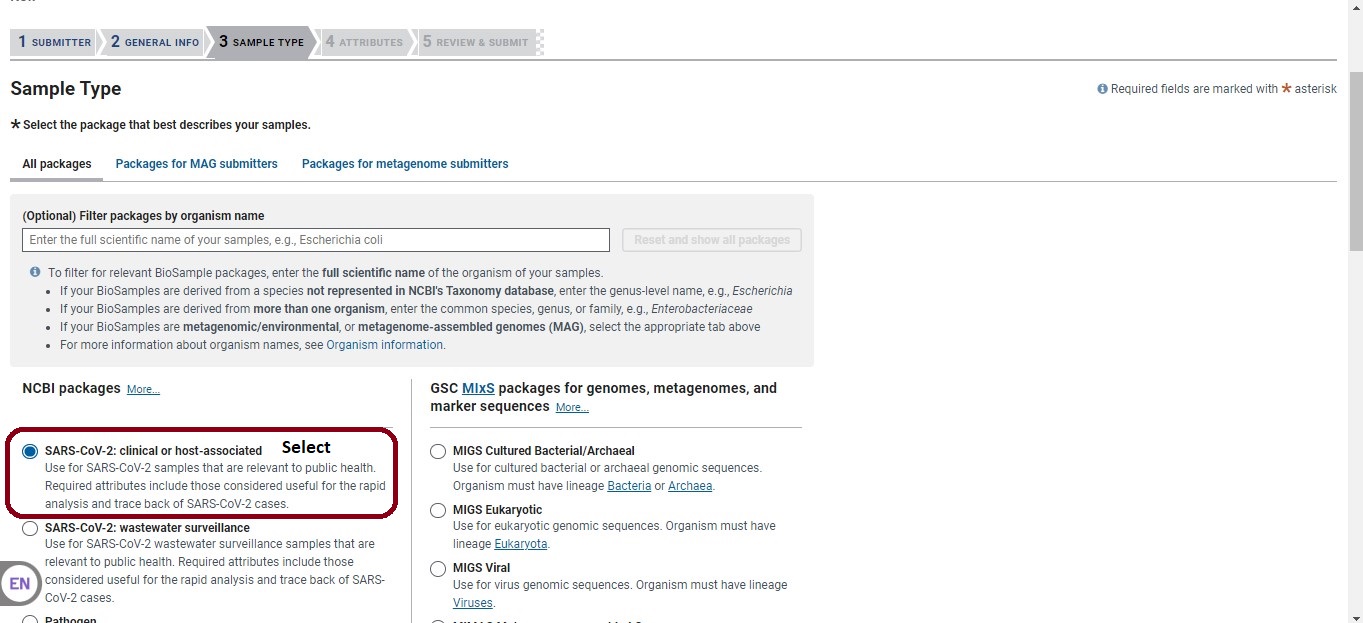 1 SUBMITTER 2 GENERAL INFO 3 SAMPLE TYPE 4 ATTRIBUTES 5 REVIEW & SUBMIT
Sample Type
Required fields are marked with * asterisk
* Select the package that best describes your samples.
All packages Packages for MAG submitters Packages for metagenome submitters
(Optional) Filter packages by organism name
Enter the full scientific name of your samples, e.g., Escherichia coli
Reset and show all packages
To filter for relevant BioSample packages, enter the full scientific name of the organism of your samples.
• If your BioSamples are derived from a species not represented in NCBI's Taxonomy database, enter the genus-level name, e.g., Escherichia
• If your BioSamples are derived from more than one organism, enter the common species, genus, or family, e.g., Enterobacteriaceae
• If your BioSamples are metagenomic/environmental, or metagenome-assembled genomes (MAG), select the appropriate tab above
• For more information about organism names, see Organism information.
NCBI packages More...
SARS-CoV-2: clinical or host-associated Select
Use for SARS-CoV-2 samples that are relevant to public health.
Required attributes include those considered useful for the rapid
analysis and trace back of SARS-CoV-2 cases.
SARS-CoV-2: wastewater surveillance
Use for SARS-CoV-2 wastewater surveillance samples that are
relevant to public health. Required attributes include those
considered useful for the rapid analysis and trace back of SARS-
CoV-2 cases.
EN
Pathogen
GSC MIxS packages for genomes, metagenomes, and
marker sequences More...
MIGS Cultured Bacterial/Archaeal
Use for cultured bacterial or archaeal genomic sequences.
Organism must have lineage Bacteria or Archaea.
MIGS Eukaryotic
Use for eukaryotic genomic sequences. Organism must have
lineage Eukaryota.
MIGS Viral
Use for virus genomic sequences. Organism must have lineage
Viruses.